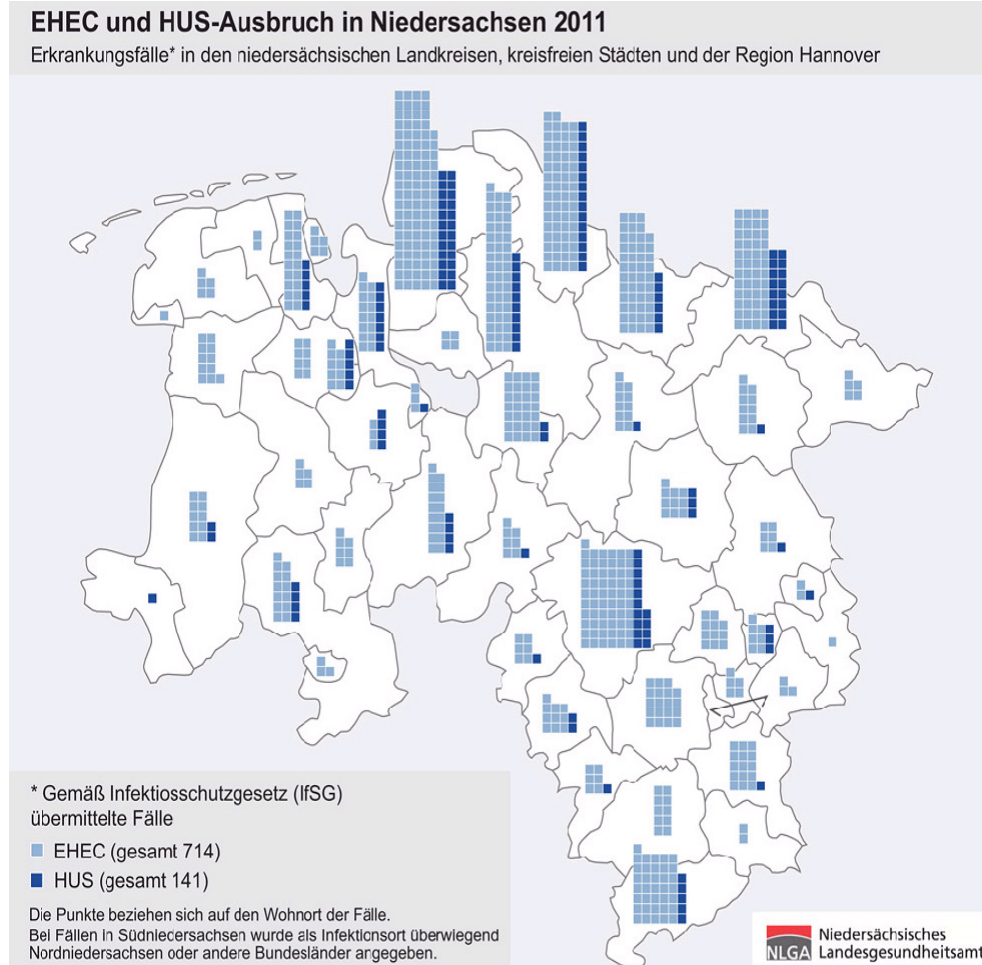 EHEC und HUS-Ausbruch in Niedersachsen 2011
Erkrankungsfälle* in den niedersächsischen Landkreisen, kreisfreien Städten und der Region Hannover
* Gemäß Infektiosschutzgesetz (IfSG)
übermittelte Fälle
EHEC (gesamt 714)
HUS (gesamt 141)
Die Punkte beziehen sich auf den Wohnort der Fälle.
Bei Fällen in Südniedersachsen wurde als Infektionsort überwiegend
Nordniedersachsen oder andere Bundesländer angegeben.
NLGA
Niedersächsisches
Landesgesundheitsamt